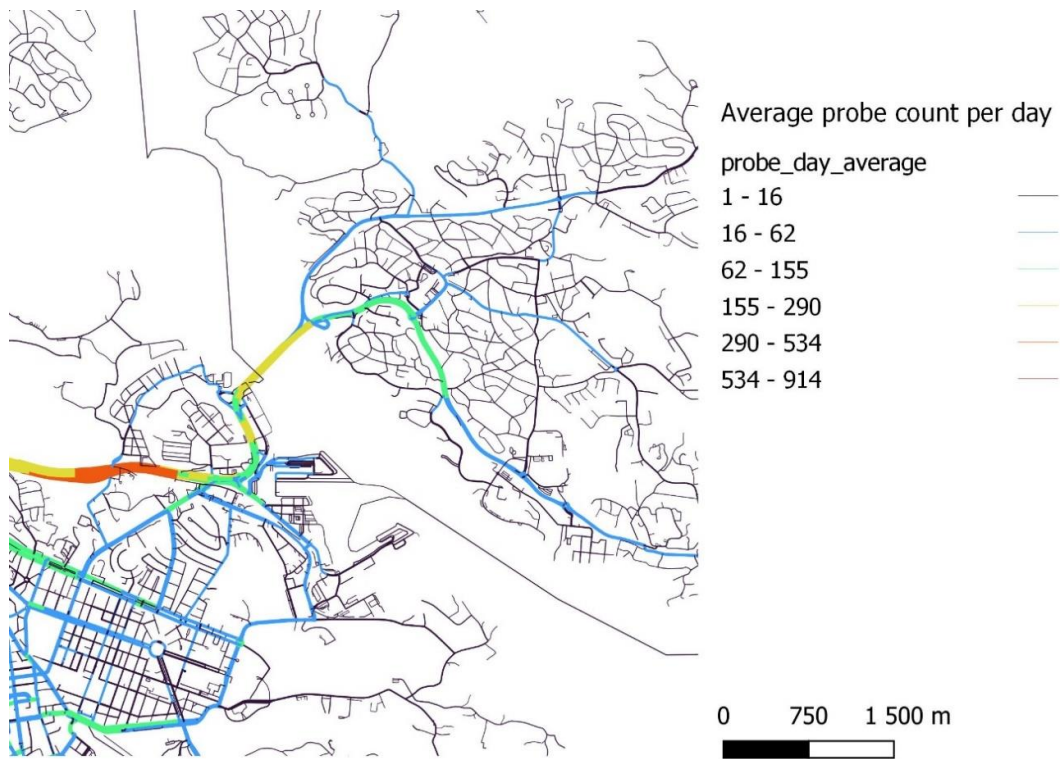 Average probe count per day
probe_day_average
1 - 16
16 - 62
62 - 155
155 - 290
290 - 534
534 - 914
0 750 1 500 m